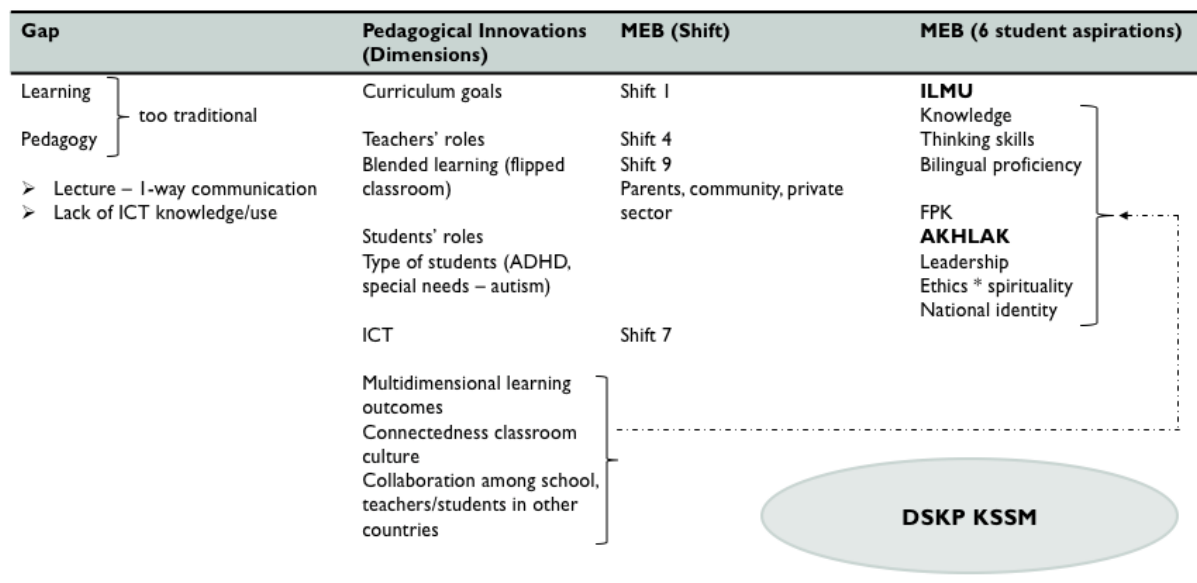 Gap
Pedagogical Innovations
(Dimensions)
MEB (Shift)
MEB (6 student aspirations)
Learning
too traditional
Pedagogy
➢ Lecture – 1-way communication
➢ Lack of ICT knowledge/use
Curriculum goals
Teachers' roles
Blended learning (flipped
classroom)
Students' roles
Type of students (ADHD,
special needs – autism)
ICT
Multidimensional learning
outcomes
Connectedness classroom
culture
Collaboration among school,
teachers/students in other
countries
Shift 1
Shift 4
Shift 9
Parents, community, private
sector
Shift 7
ILMU
Knowledge
Thinking skills
Bilingual proficiency
FPK
AKHLAK
Leadership
Ethics * spirituality
National identity
DSKP KSSM